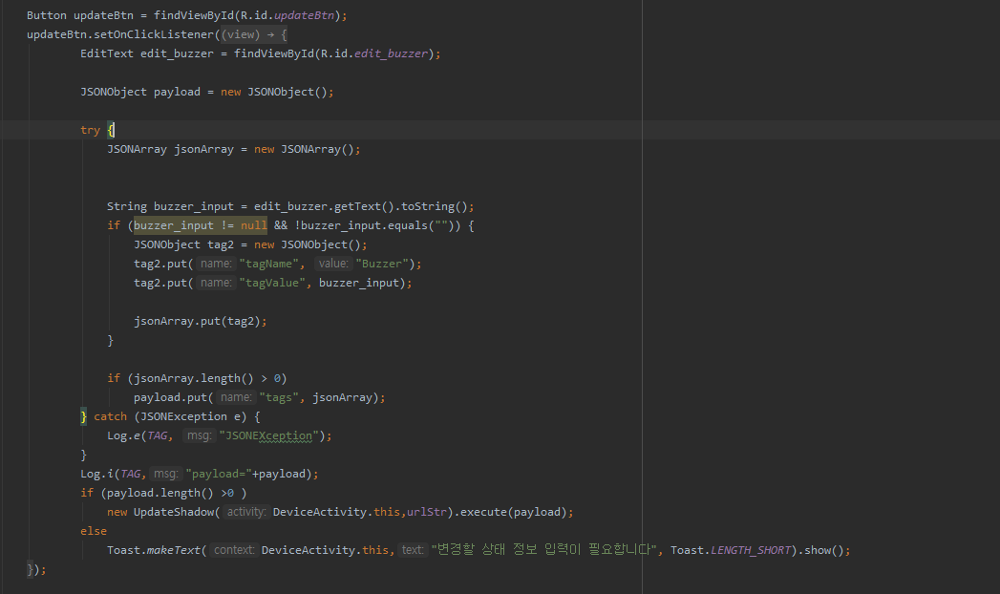 Button updateBtn = findViewById(R.id.updateBtn);
updateBtn.setOnClickListener((view) → {
EditText edit_buzzer = findViewById(R.id.edit_buzzer);
JSONObject payload = new JSONObject();
try {
JSONArray jsonArray = new JSONArray();
String buzzer_input = edit_buzzer.getText().toString();
if (buzzer_input != null && !buzzer_input.equals("")) {
JSONObject tag2 = new JSONObject();
tag2.put( name: "tagName", value: "Buzzer");
tag2.put( name: "tagValue", buzzer_input);
jsonArray.put(tag2);
}
if (jsonArray.length() > 0)
payload.put( name: "tags", jsonArray);
} catch (JSONException e) {
Log.e(TAG, msg: "JSONEXception");
}
Log.i(TAG, msg: "payload="+payload);
if (payload.length() >0 )
new UpdateShadow( activity: DeviceActivity.this,urlStr).execute(payload);
else
Toast.makeText( context: DeviceActivity.this, text: "변경할 상태 정보 입력이 필요합니다", Toast.LENGTH_SHORT).show();
});